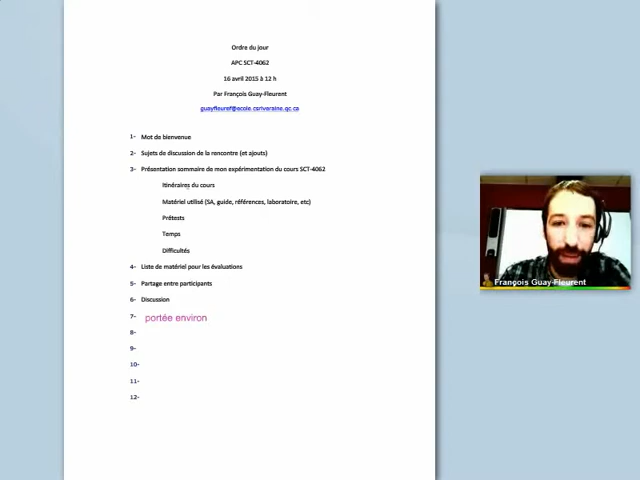 Ordre du jour
APC SCT-4062
16 avril 2015 à 12 h
Par François Guay-Fleurent
guayfleuref@ecole.csriveraine.qc.ca
1- Mot de bienvenue
2- Sujets de discussion de la rencontre (et ajouts)
3- Présentation sommaire de mon expérimentation du cours SCT-4062
Itinéraires du cours
Matériel utilisé (SA, guide, références, laboratoire, etc)
Prétests
Temps
Difficultés
4- Liste de matériel pour les évaluations
5- Partage entre participants
6- Discussion
7- portée environ
8-
9-
10-
11-
12-
François Guay-Fleurent